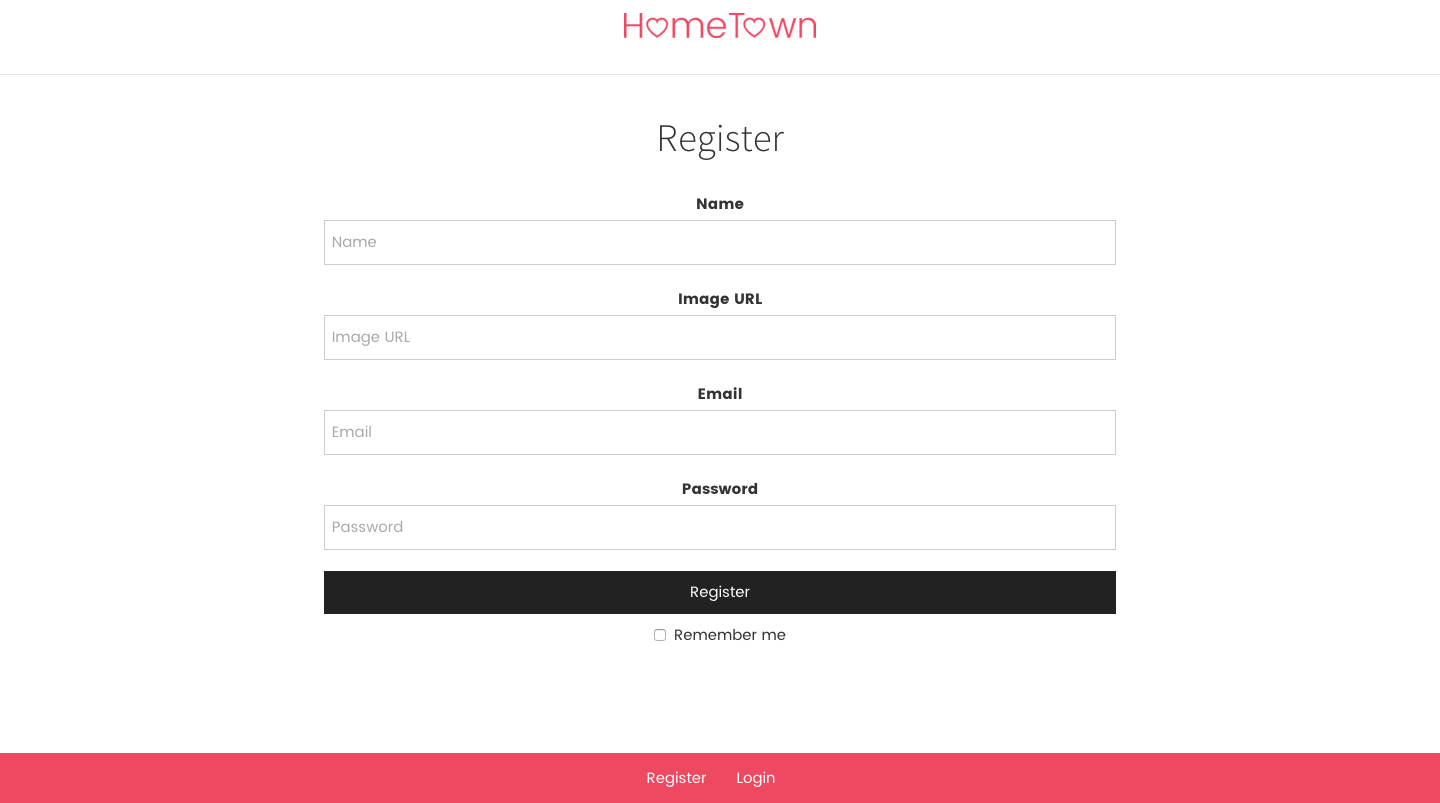 HomeTown
Register
Name
Name
Image URL
Image URL
Email
Email
Password
Password
Register
Remember me
Register Login